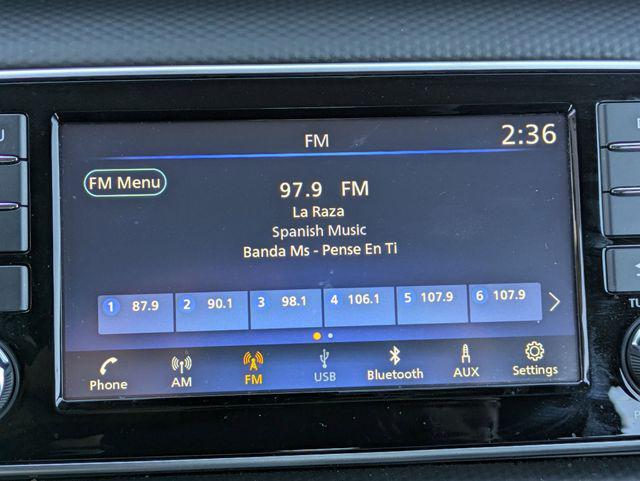 FM 2:36
FM Menu
97.9 FM
La Raza
Spanish Music
Banda Ms - Pense En Ti
1 87.9 2 90.1 3 98.1 4 106.1 5 107.9 6 107.9
Phone AM FM USB Bluetooth AUX Settings